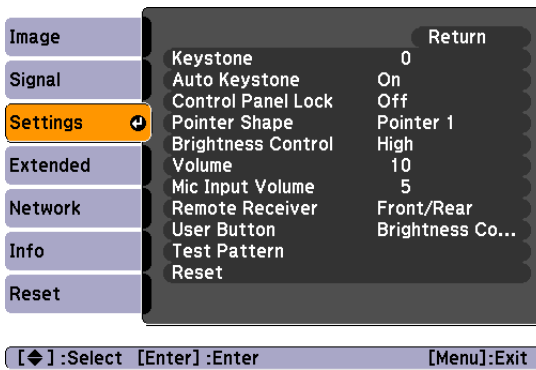 Image
Signal
Settings
Extended
Network
Info
Reset
Return
Keystone 0
Auto Keystone On
Control Panel Lock Off
Pointer Shape Pointer 1
Brightness Control High
Volume 10
Mic Input Volume 5
Remote Receiver Front/Rear
User Button Brightness Co...
Test Pattern
Reset
[◆]:Select [Enter]:Enter [Menu]:Exit